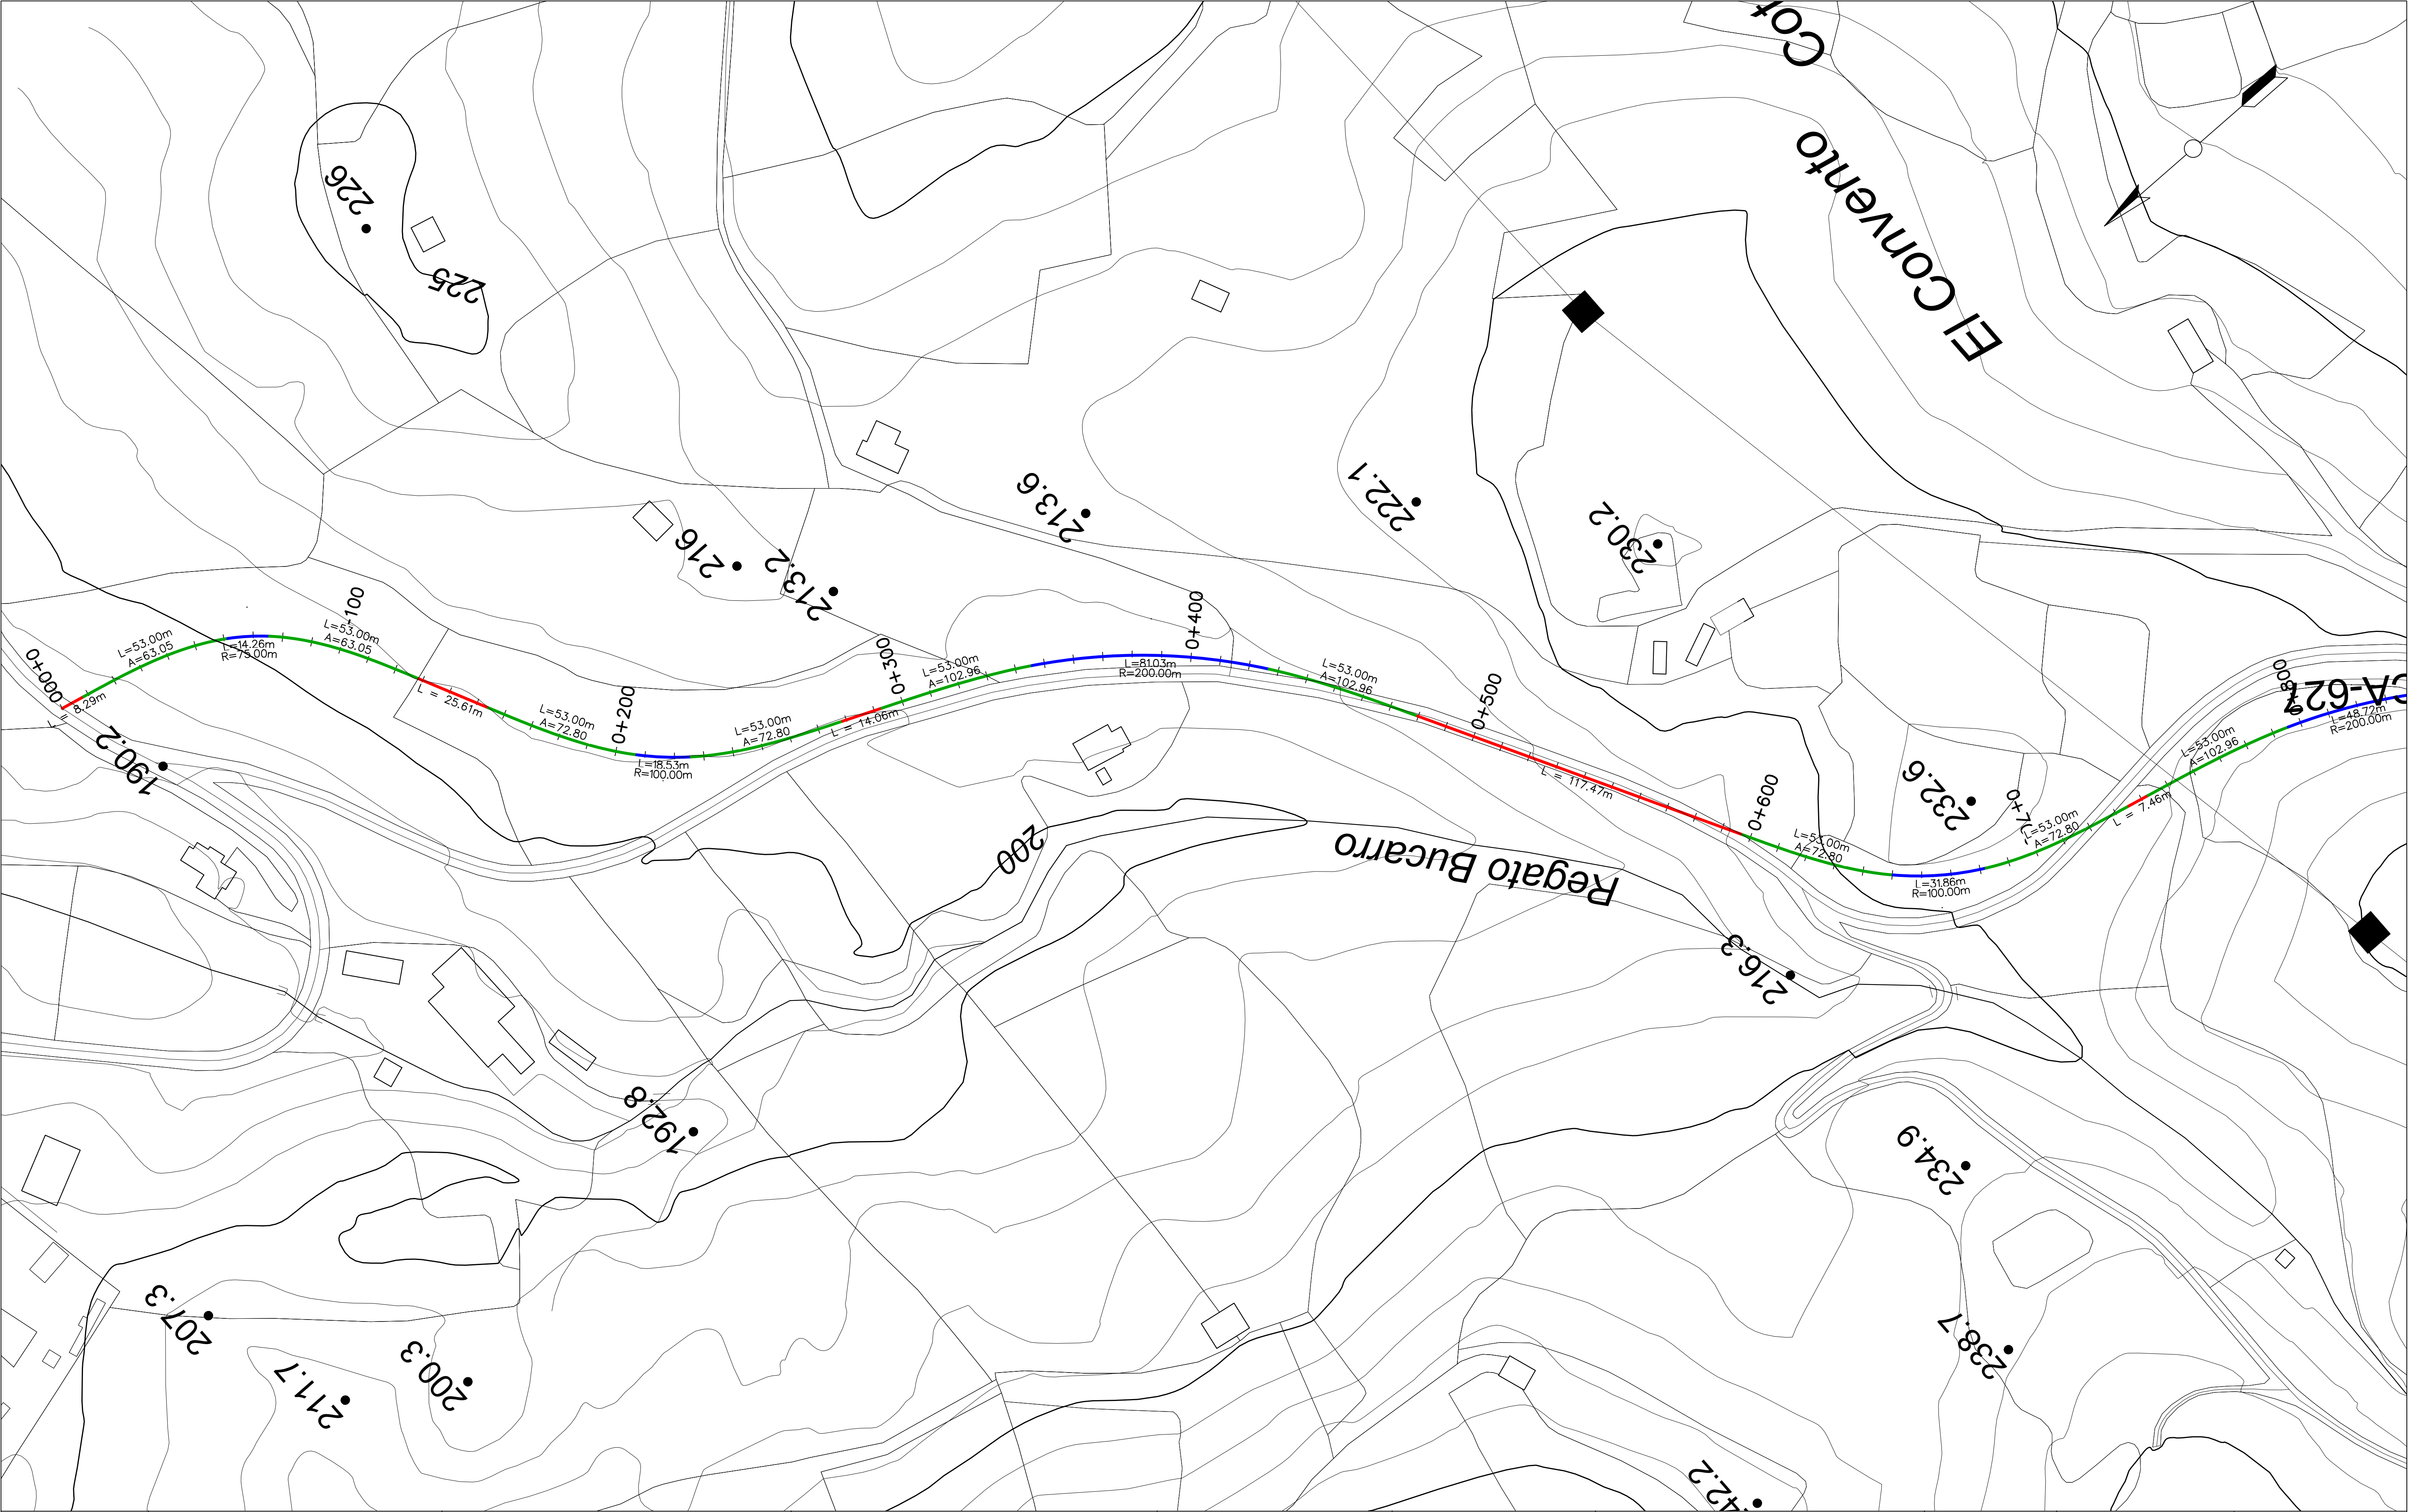 Cot
El Convento
226
225
213.6
222.1
230.2
216
213.2
-100
0+400
0+000
L = 8.29m
L=53.00m
A=63.05
L=14.26m
R=75.00m
L=53.00m
A=63.05
L = 25.61m
L=53.00m
A=72.80
0+200
L=18.53m
R=100.00m
L=53.00m
A=72.80
L = 14.06m
0+300
L=53.00m
A=102.96
L=81.03m
R=200.00m
L=53.00m
A=102.96
0+500
L = 117.47m
0+600
L=53.00m
A=72.80
L=31.86m
R=100.00m
L=53.00m
A=72.80
L = 7.46m
L=53.00m
A=102.96
L=48.72m
R=200.00m
CA-627
190.2
232.6
200
Regato Bucarro
216.3
192.8
234.9
207.3
211.7
200.3
238.7
42.2